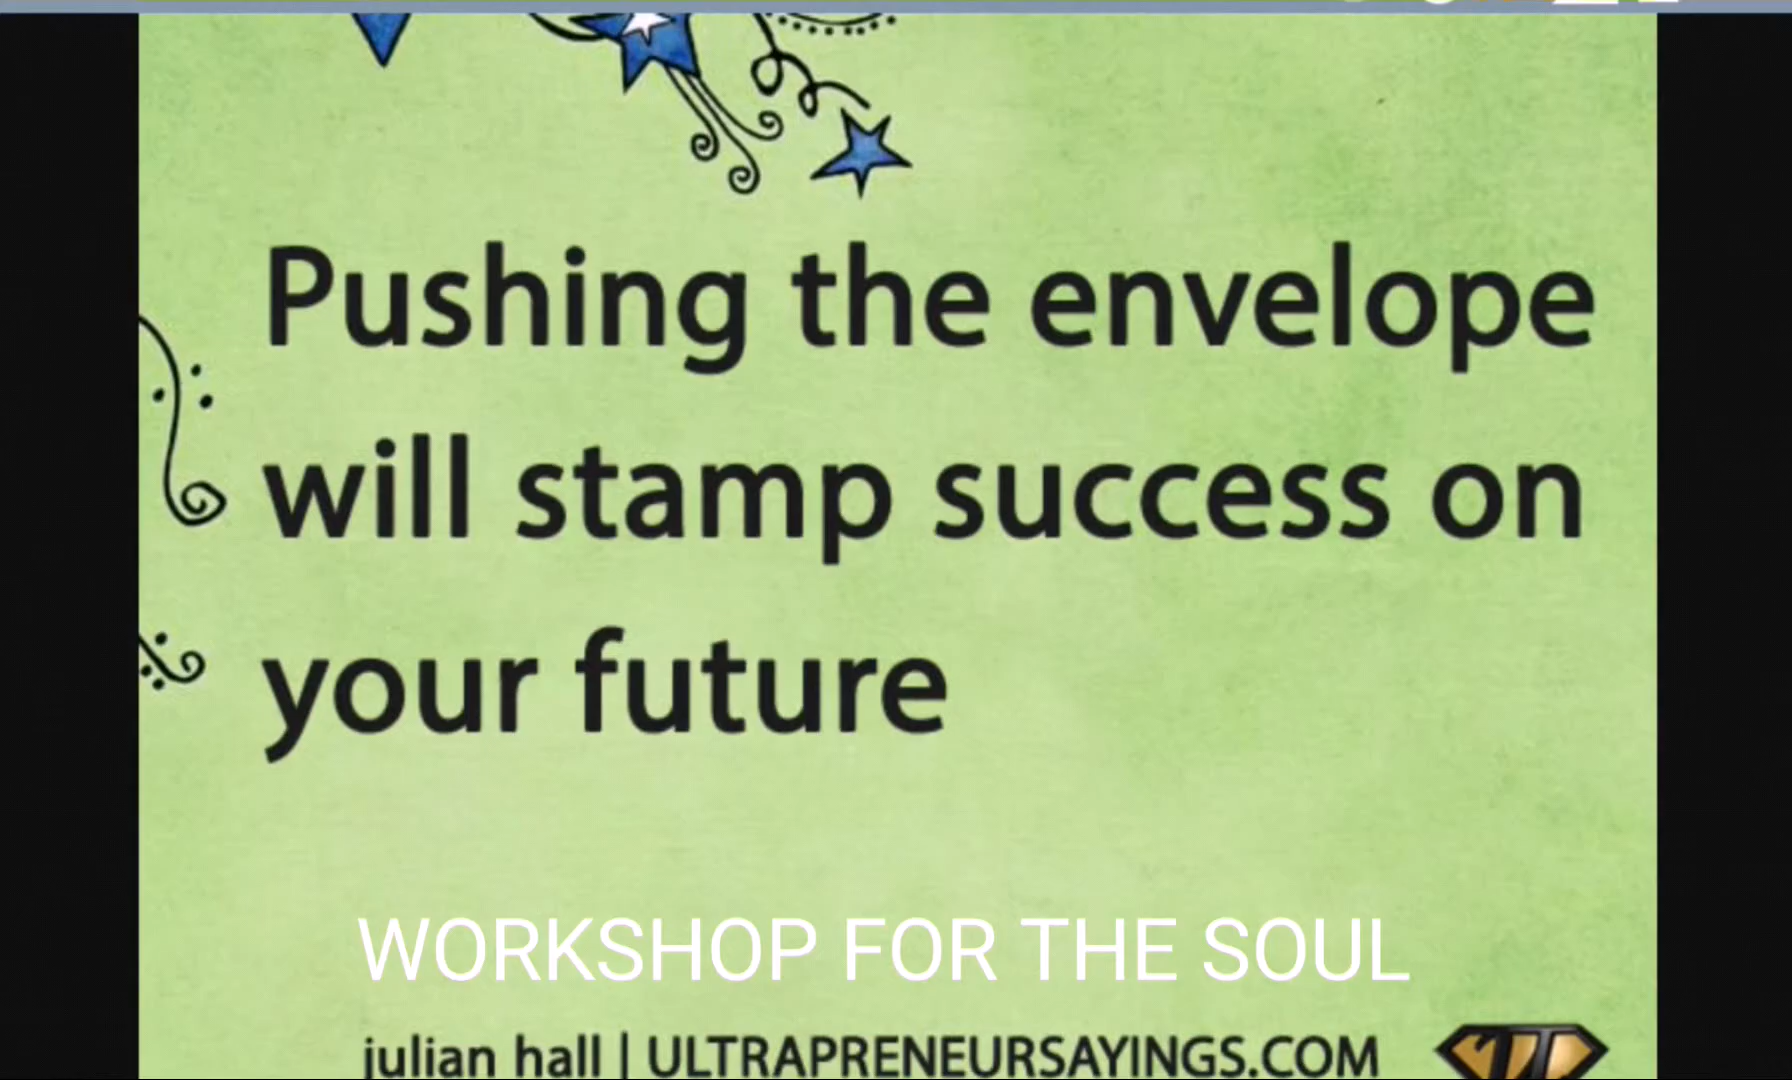 Pushing the envelope
will stamp success on
your future
WORKSHOP FOR THE SOUL
julian hall | ULTRAPRENEURSAYINGS.COM